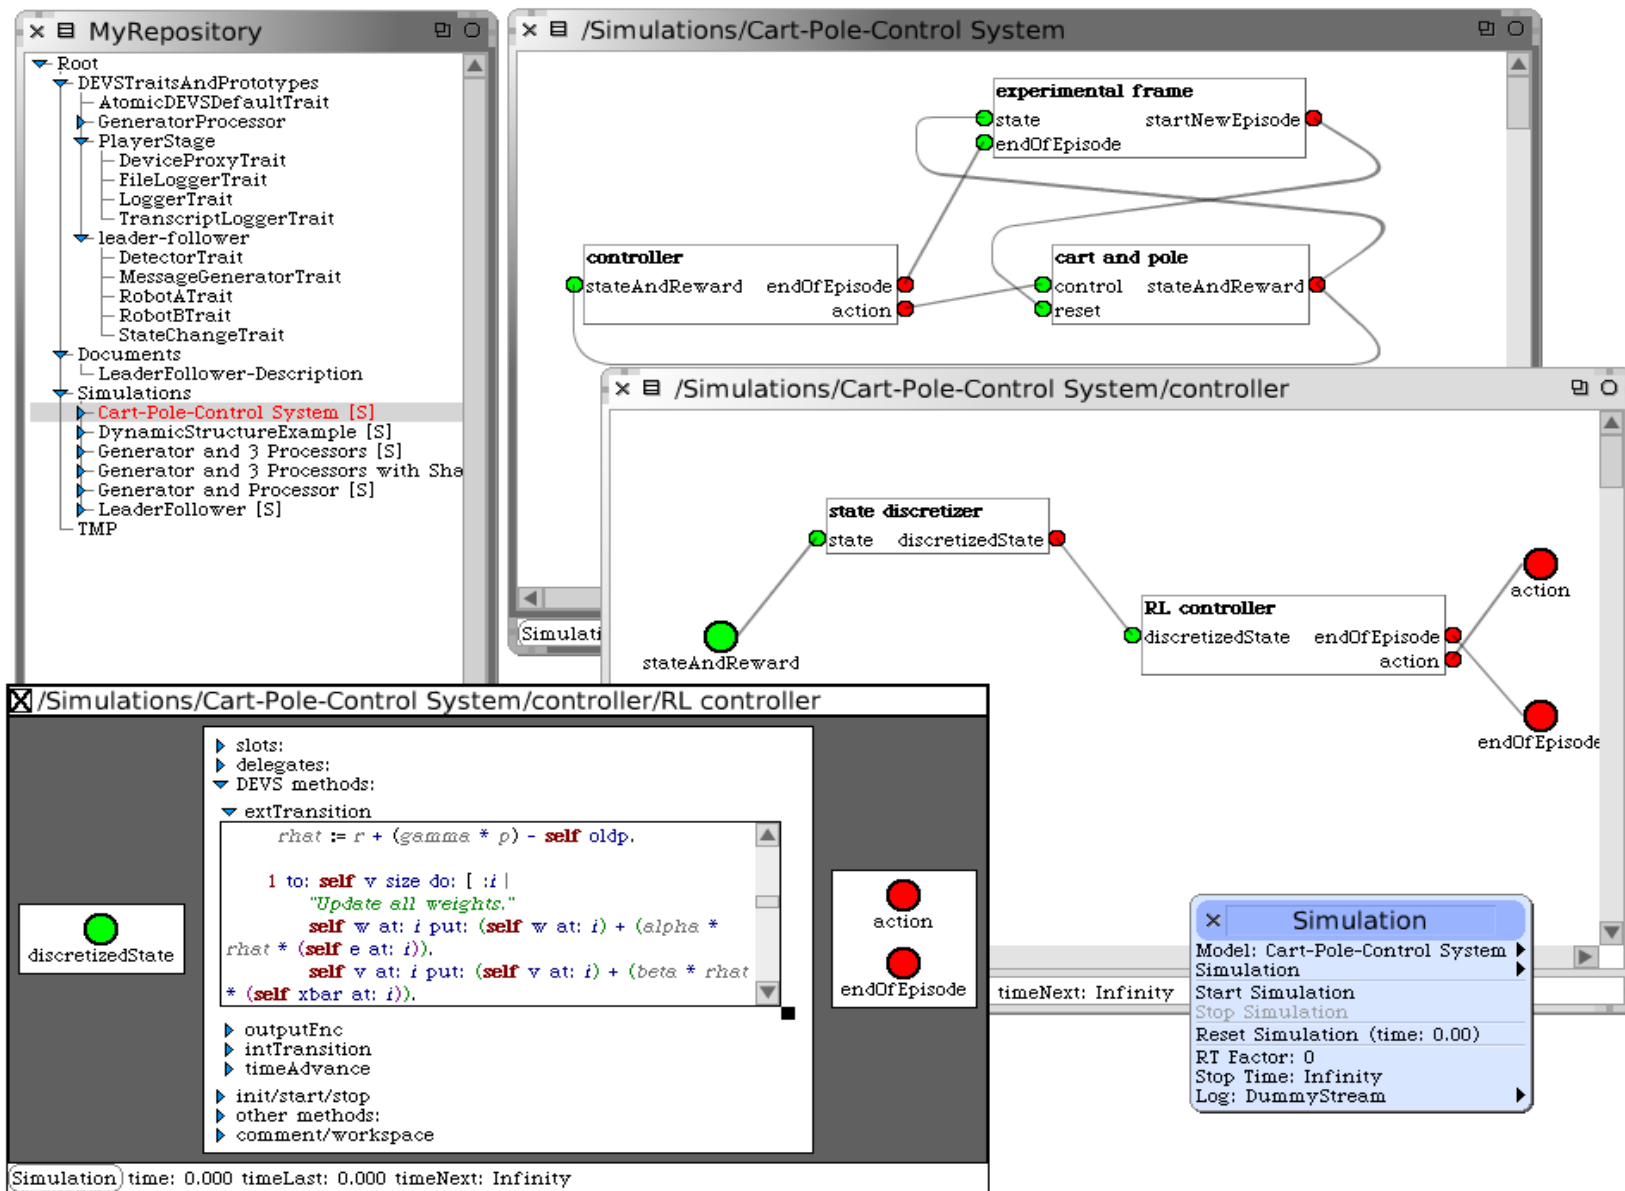 MyRepository
Root
DEVSTraitsAndPrototypes
AtomicDEVSDefaultTrait
GeneratorProcessor
PlayerStage
DeviceProxyTrait
FileLoggerTrait
LoggerTrait
TranscriptLoggerTrait
leader-follower
DetectorTrait
MessageGeneratorTrait
RobotATrait
RobotBTrait
StateChangeTrait
Documents
LeaderFollower-Description
Simulations
Cart-Pole-Control System [S]
DynamicStructureExample [S]
Generator and 3 Processors [S]
Generator and 3 Processors with Sha
Generator and Processor [S]
LeaderFollower [S]
TMP
/Simulations/Cart-Pole-Control System
experimental frame
state startNewEpisode
endOfEpisode
controller
stateAndReward endOfEpisode
action
cart and pole
control stateAndReward
reset
Simulati
/Simulations/Cart-Pole-Control System/controller
state discretizer
state discretizedState
stateAndReward
RL controller
discretizedState endOfEpisode
action
action
endOfEpisode
timeNext: Infinity
/Simulations/Cart-Pole-Control System/controller/RL controller
discretizedState
slots:
delegates:
DEVS methods:
extTransition
rhat := r + (gamma * p) - self oldp.
1 to: self v size do: [ :i |
"Update all weights."
self w at: i put: (self w at: i) + (alpha *
rhat * (self e at: i)).
self v at: i put: (self v at: i) + (beta * rhat
* (self xbar at: i)).
outputFnc
intTransition
timeAdvance
init/start/stop
other methods:
comment/workspace
action
endOfEpisode
Simulation time: 0.000 timeLast: 0.000 timeNext: Infinity
Simulation
Model: Cart-Pole-Control System
Simulation
Start Simulation
Stop Simulation
Reset Simulation (time: 0.00)
RT Factor: 0
Stop Time: Infinity
Log: DummyStream